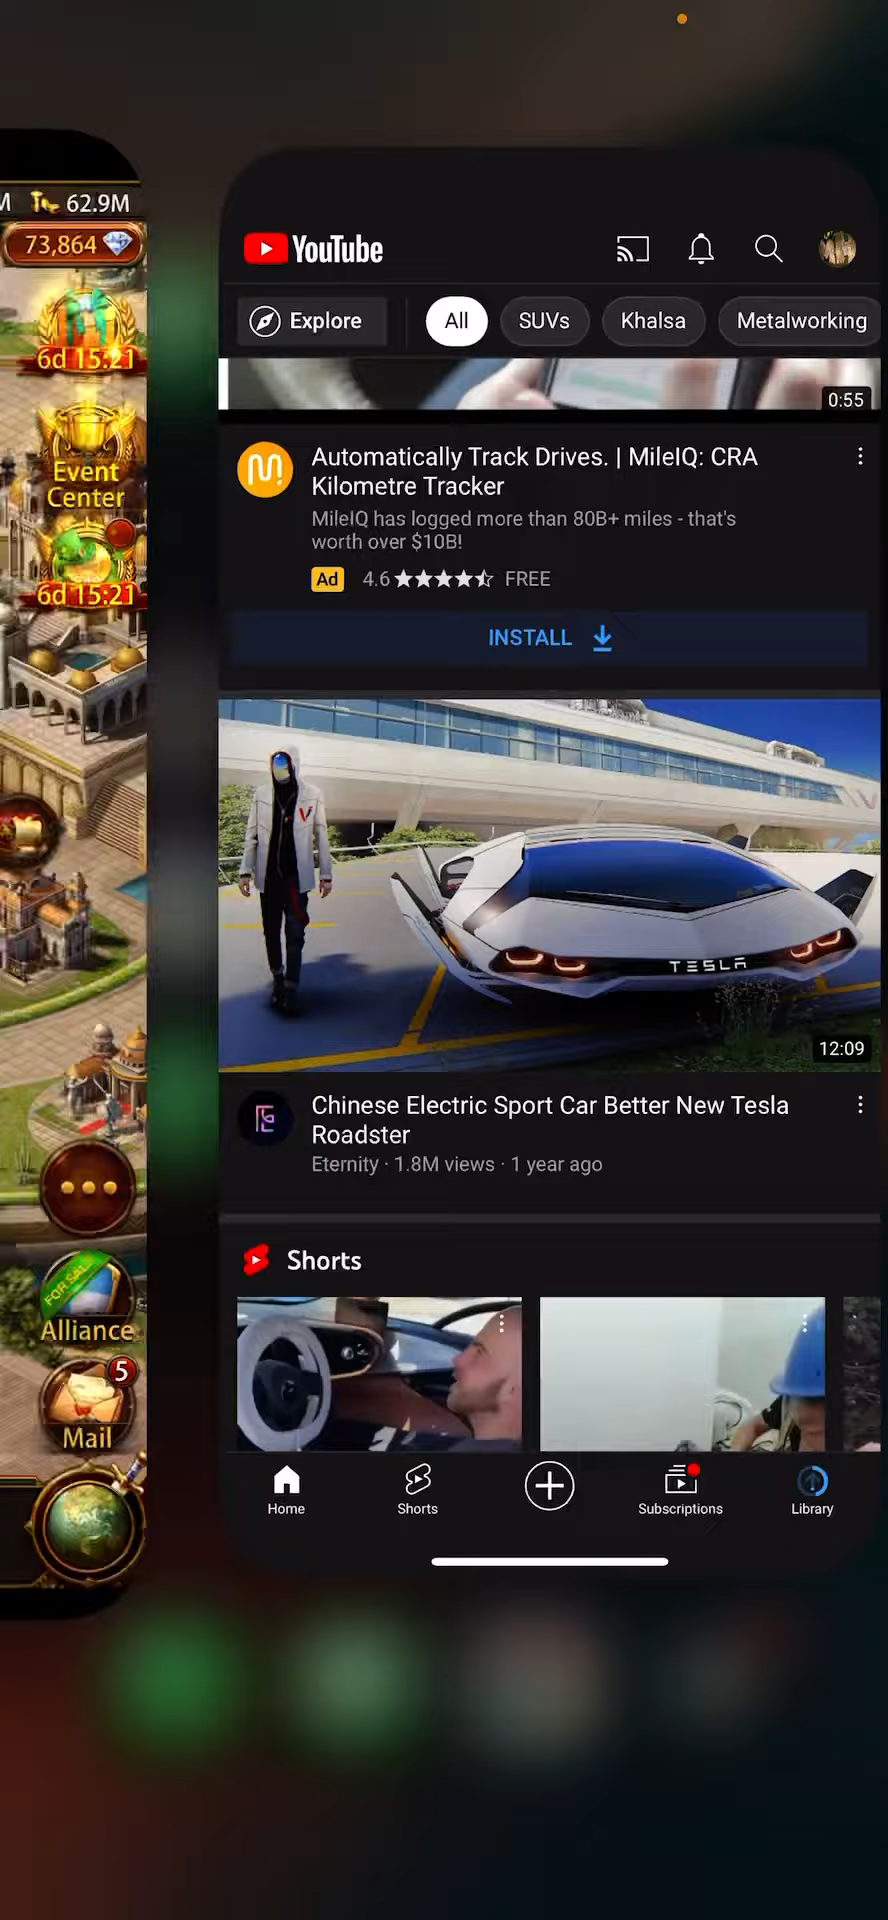 M 62.9M
73,864
6d 15:21
Event
Center
6d 15:21
FOR SALE
Alliance
5
Mail
YouTube
Explore
All
SUVs
Khalsa
Metalworking
0:55
Automatically Track Drives. | MileIQ: CRA
Kilometre Tracker
MileIQ has logged more than 80B+ miles - that's
worth over $10B!
Ad 4.6 FREE
INSTALL
TESLA
12:09
Chinese Electric Sport Car Better New Tesla
Roadster
Eternity · 1.8M views · 1 year ago
Shorts
Home
Shorts
Subscriptions
Library